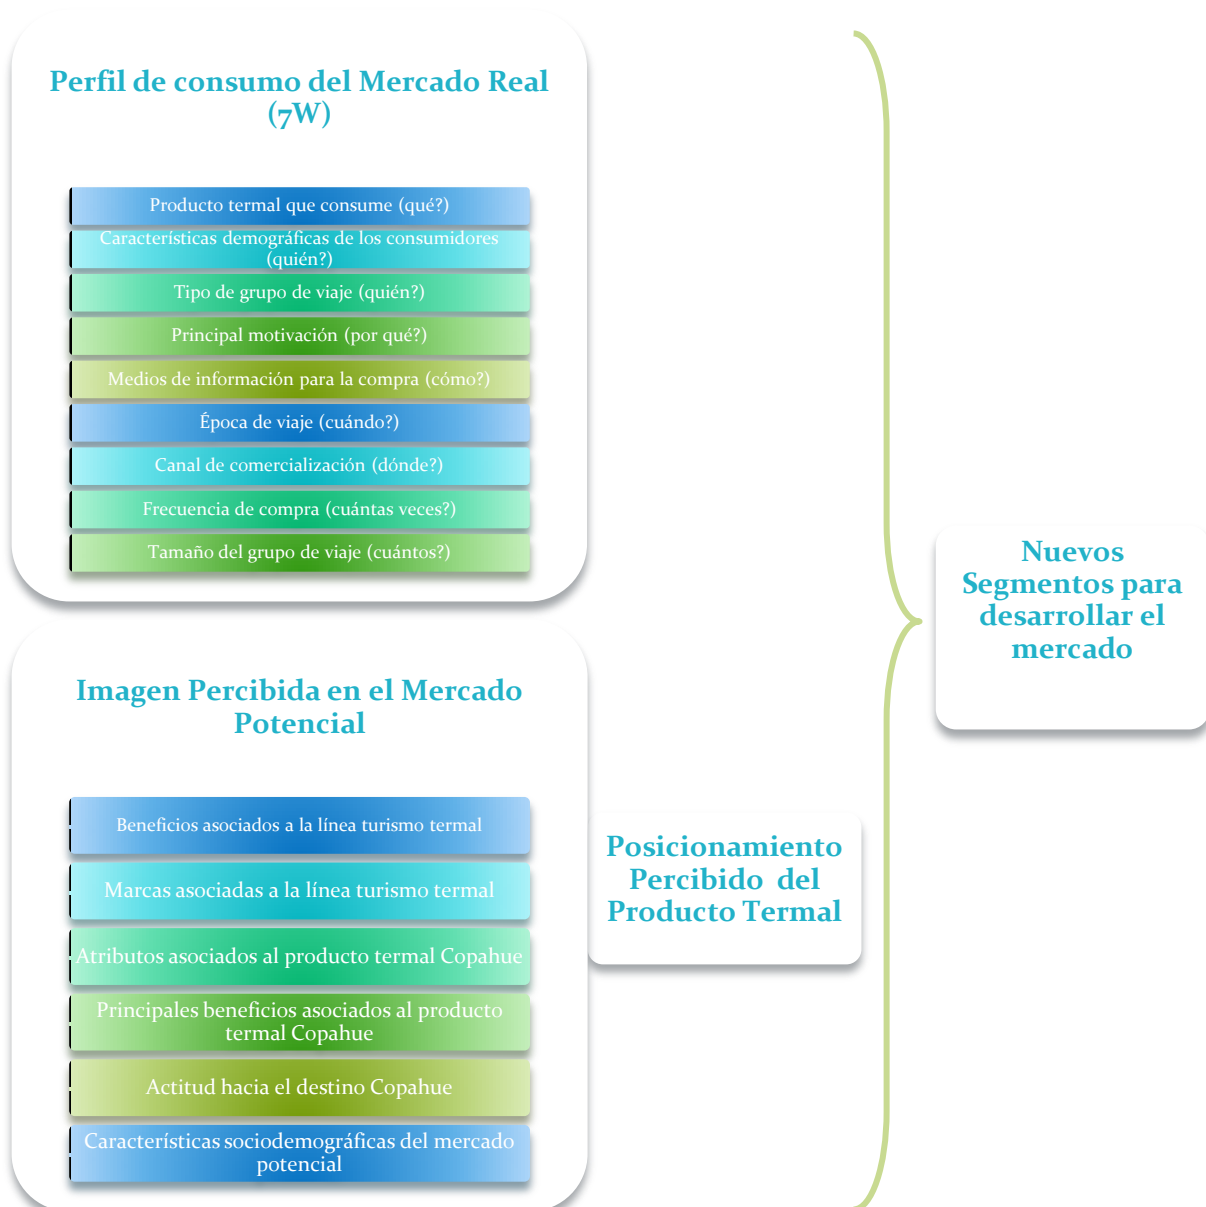 Perfil de consumo del Mercado Real
(7W)
Producto termal que consume (qué?)
Característicasdemográficas de los consumidores
(quién?)
Tipo de grupo de viaje (quién?)
Principal motivación (por qué?)
Medios de información para la compra (cómo?)
Época de viaje (cuándo?)
Canal de comercialización (dónde?)
Frecuencia de compra (cuántas veces?)
Tamaño del grupo de viaje (cuántos?)
Imagen Percibida en el Mercado
Potencial
Beneficios asociados a la línea turismo termal
Marcas asociadas a la línea turismo termal
Atributos asociados al producto termal Copahue
Principales beneficios asociados al producto
termal Copahue
Actitud hacia el destino Copahue
Característícas sociodemográficas del mercado
potencial
Posicionamiento
Percibido del
Producto Termal
Nuevos
Segmentos para
desarrollar el
mercado